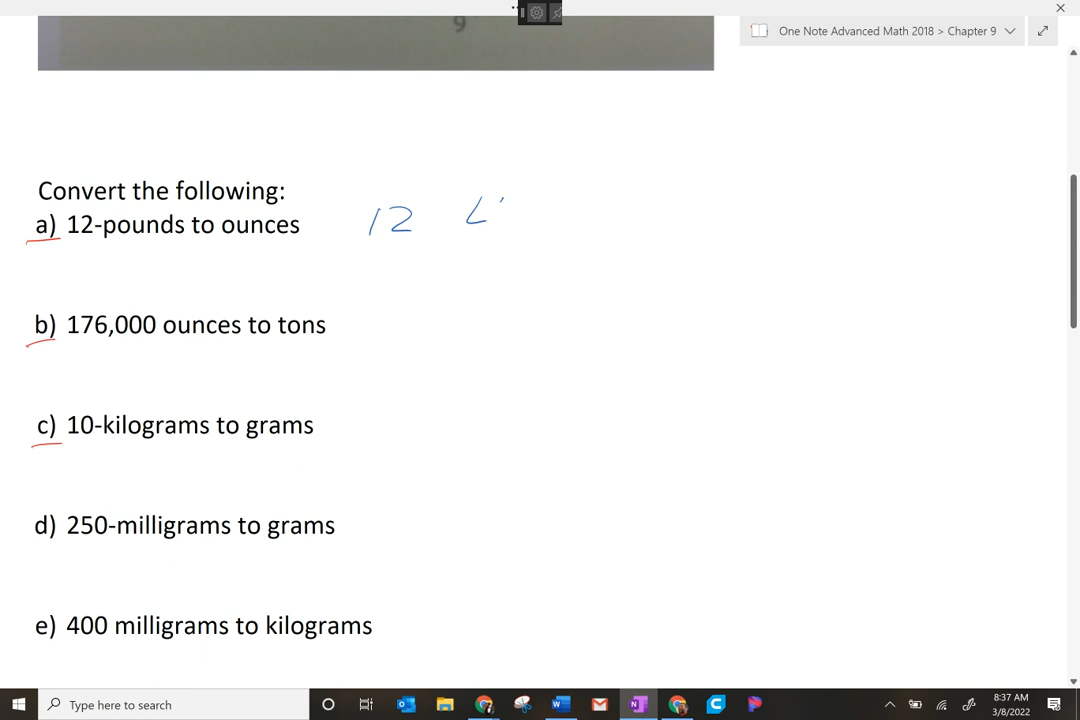 9
One Note Advanced Math 2018 > Chapter 9
Convert the following:
a) 12-pounds to ounces 12
b) 176,000 ounces to tons
c) 10-kilograms to grams
d) 250-milligrams to grams
e) 400 milligrams to kilograms
Type here to search
8:37 AM
3/8/2022